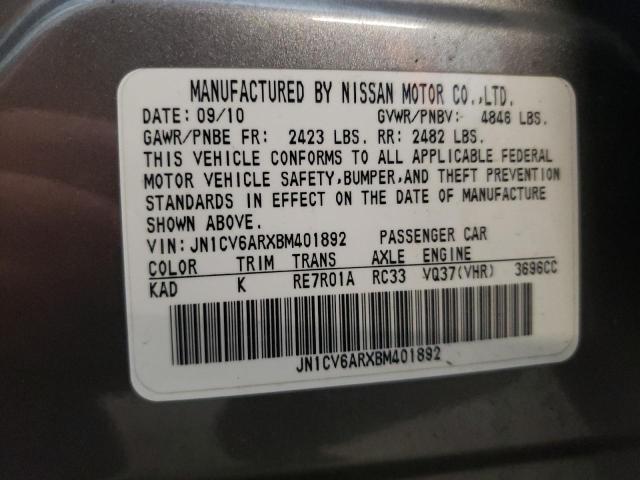 MANUFACTURED BY NISSAN MOTOR CO.,LTD.
DATE: 09/10 GVWR/PNBV: 4846 LBS.
GAWR/PNBE FR: 2423 LBS. RR: 2482 LBS.
THIS VEHICLE CONFORMS TO ALL APPLICABLE FEDERAL
MOTOR VEHICLE SAFETY,BUMPER,AND THEFT PREVENTION
STANDARDS IN EFFECT ON THE DATE OF MANUFACTURE
SHOWN ABOVE.
VIN: JN1CV6ARXBM401892 PASSENGER CAR
COLOR TRIM TRANS AXLE ENGINE
KAD K RE7R01A RC33 VQ37(VHR) 3696CC
JN1CV6ARXBM401892